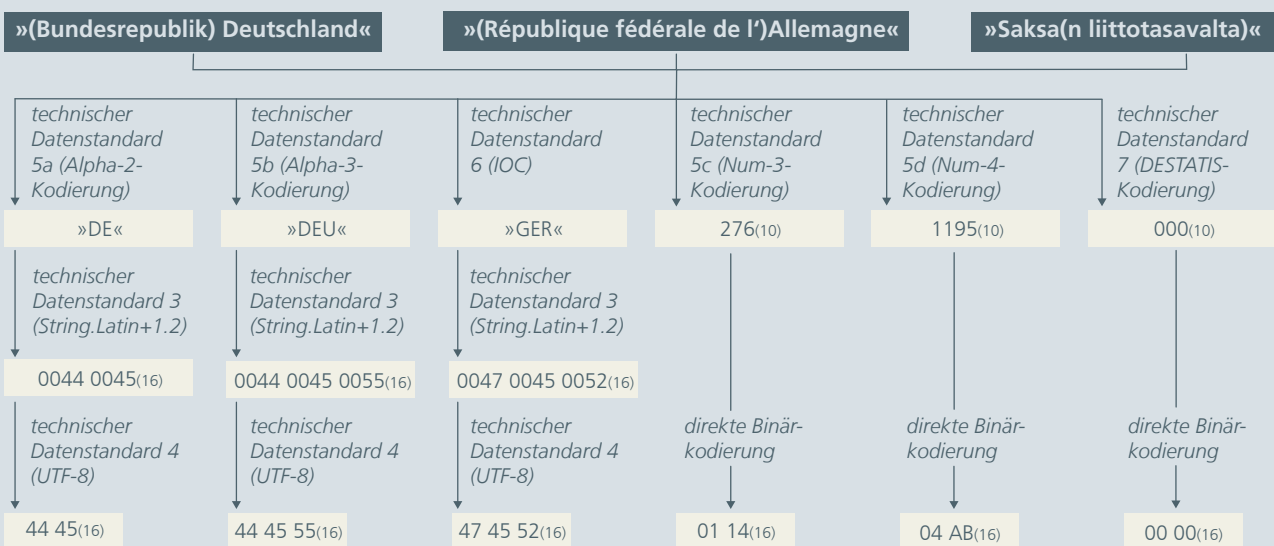 »(Bundesrepublik) Deutschland«
»(République fédérale de l')Allemagne«
»Saksa(n liittotasavalta)«
technischer
Datenstandard
5a (Alpha-2-
Kodierung)
technischer
Datenstandard
5b (Alpha-3-
Kodierung)
technischer
Datenstandard
6 (IOC)
technischer
Datenstandard
5c (Num-3-
Kodierung)
technischer
Datenstandard
5d (Num-4-
Kodierung)
technischer
Datenstandard
7 (DESTATIS-
Kodierung)
»DE«
»DEU«
»GER«
276(10)
1195(10)
000(10)
technischer
Datenstandard 3
(String.Latin+1.2)
technischer
Datenstandard 3
(String.Latin+1.2)
technischer
Datenstandard 3
(String.Latin+1.2)
0044 0045(16)
0044 0045 0055(16)
0047 0045 0052(16)
technischer
Datenstandard 4
(UTF-8)
technischer
Datenstandard 4
(UTF-8)
technischer
Datenstandard 4
(UTF-8)
direkte Binär-
kodierung
direkte Binär-
kodierung
direkte Binär-
kodierung
44 45(16)
44 45 55(16)
47 45 52(16)
01 14(16)
04 AB(16)
00 00(16)